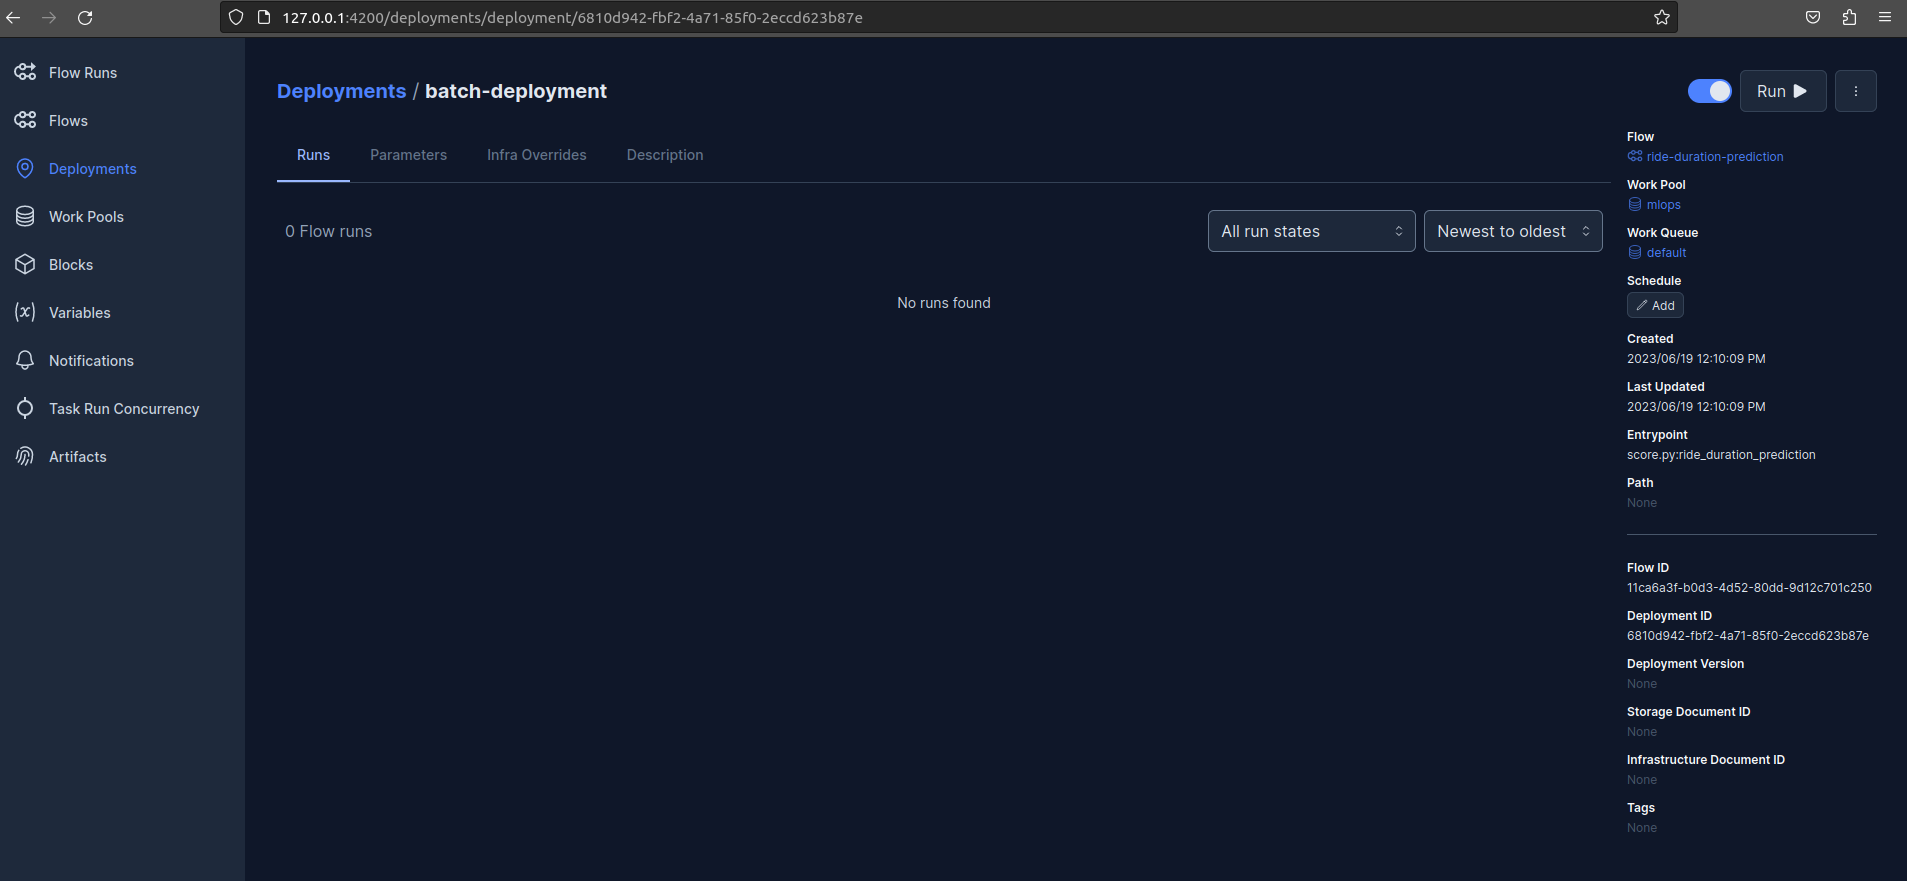 127.0.0.1:4200/deployments/deployment/6810d942-fbf2-4a71-85f0-2eccd623b87e
Flow Runs
Flows
Deployments
Work Pools
Blocks
Variables
Notifications
Task Run Concurrency
Artifacts
Deployments / batch-deployment
Run
Runs Parameters Infra Overrides Description
0 Flow runs
All run states
Newest to oldest
No runs found
Flow
ride-duration-prediction
Work Pool
mlops
Work Queue
default
Schedule
Add
Created
2023/06/19 12:10:09 PM
Last Updated
2023/06/19 12:10:09 PM
Entrypoint
score.py:ride_duration_prediction
Path
None
Flow ID
11ca6a3f-b0d3-4d52-80dd-9d12c701c250
Deployment ID
6810d942-fbf2-4a71-85f0-2eccd623b87e
Deployment Version
None
Storage Document ID
None
Infrastructure Document ID
None
Tags
None